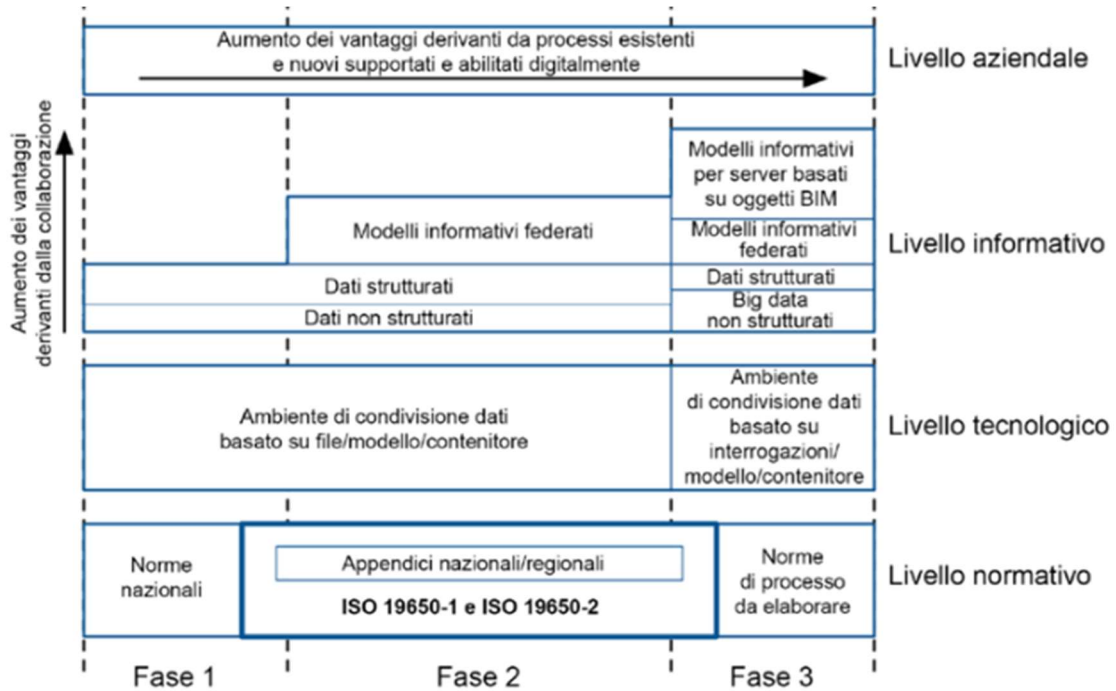 Aumento dei vantaggi derivanti da processi esistenti
e nuovi supportati e abilitati digitalmente
Livello aziendale
Aumento dei vantaggi
derivanti dalla collaborazione
Modelli informativi
per server basati
su oggetti BIM
Modelli informativi federati
Modelli informativi
federati
Livello informativo
Dati strutturati
Dati strutturati
Dati non strutturati
Big data
non strutturati
Ambiente di condivisione dati
basato su file/modello/contenitore
Ambiente
di condivisione dati
basato su
interrogazioni/
modello/contenitore
Livello tecnologico
Norme
nazionali
Appendici nazionali/regionali
ISO 19650-1 e ISO 19650-2
Norme
di processo
da elaborare
Livello normativo
Fase 1
Fase 2
Fase 3